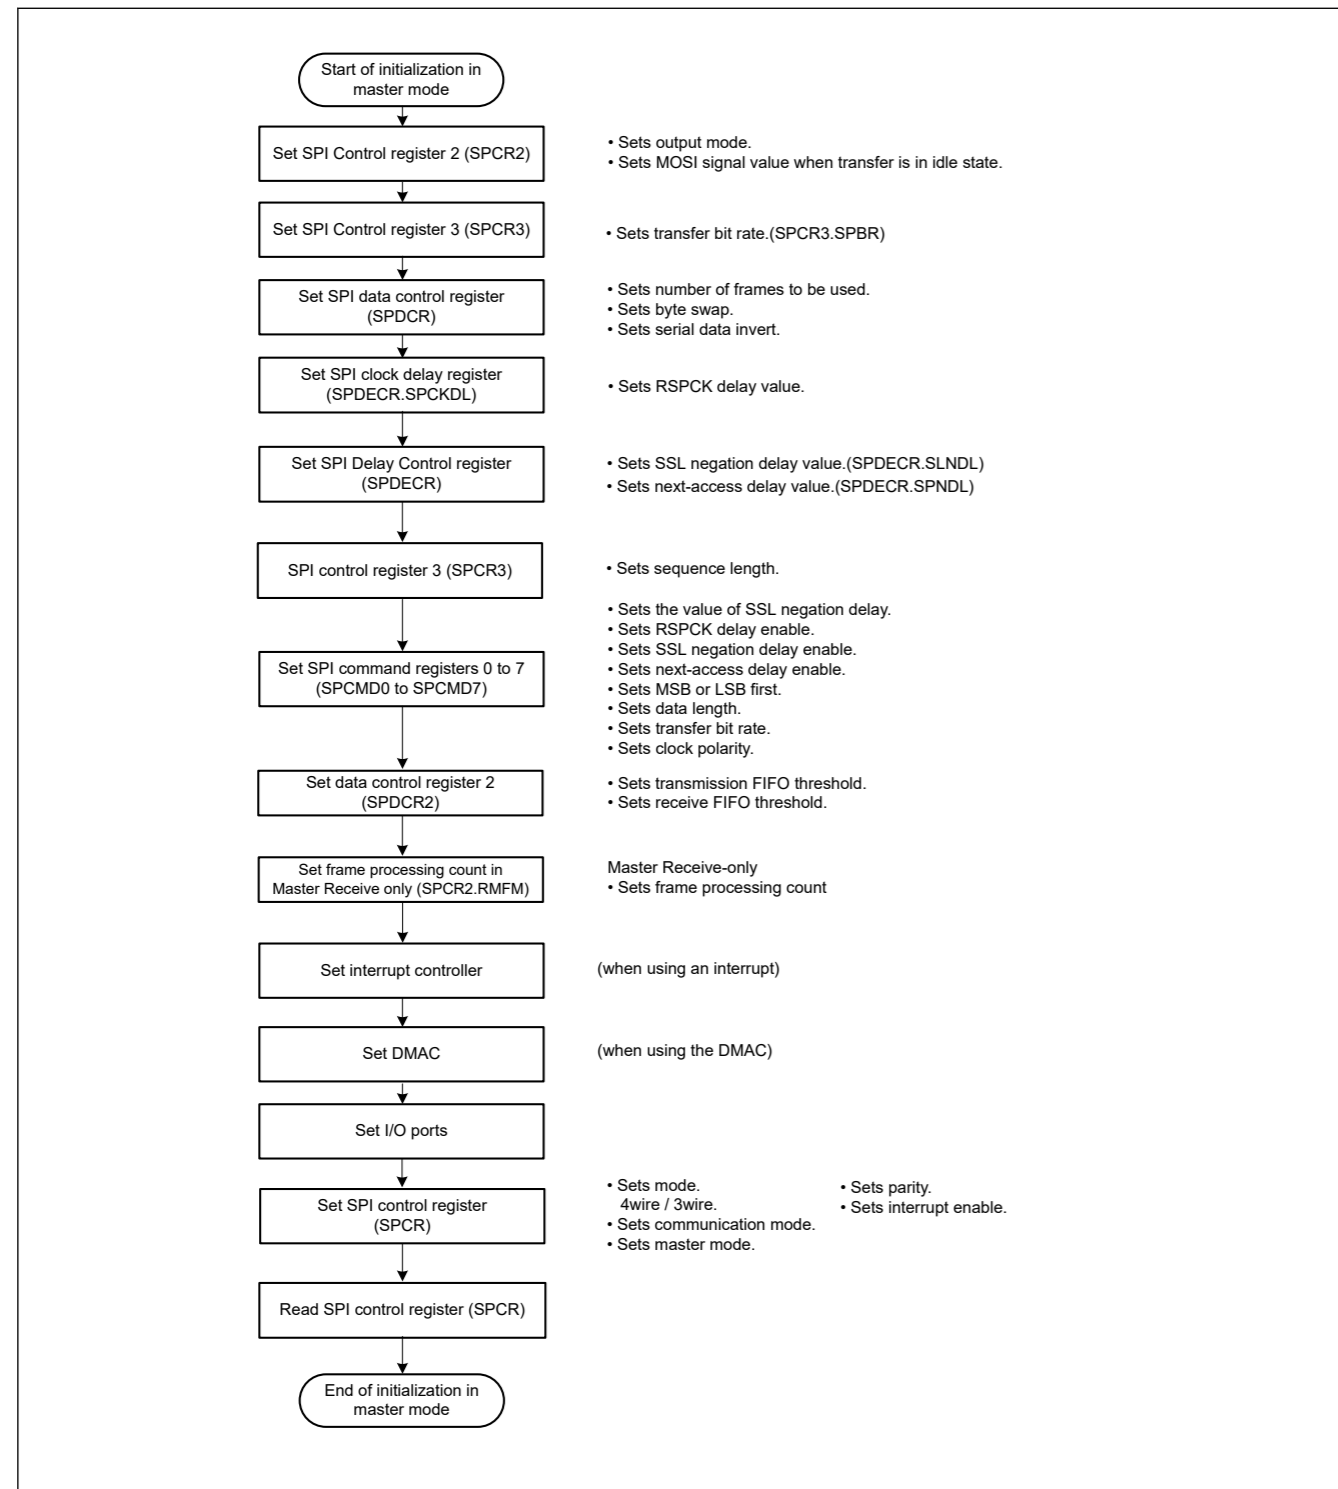 Start of initialization in
master mode
Set SPI Control register 2 (SPCR2)
• Sets output mode.
• Sets MOSI signal value when transfer is in idle state.
Set SPI Control register 3 (SPCR3)
• Sets transfer bit rate.(SPCR3.SPBR)
Set SPI data control register
(SPDCR)
• Sets number of frames to be used.
• Sets byte swap.
• Sets serial data invert.
Set SPI clock delay register
(SPDECR.SPCKDL)
• Sets RSPCK delay value.
Set SPI Delay Control register
(SPDECR)
• Sets SSL negation delay value.(SPDECR.SLNDL)
• Sets next-access delay value.(SPDECR.SPNDL)
SPI control register 3 (SPCR3)
• Sets sequence length.
Set SPI command registers 0 to 7
(SPCMD0 to SPCMD7)
• Sets the value of SSL negation delay.
• Sets RSPCK delay enable.
• Sets SSL negation delay enable.
• Sets next-access delay enable.
• Sets MSB or LSB first.
• Sets data length.
• Sets transfer bit rate.
• Sets clock polarity.
Set data control register 2
(SPDCR2)
• Sets transmission FIFO threshold.
• Sets receive FIFO threshold.
Set frame processing count in
Master Receive only (SPCR2.RMFM)
Master Receive-only
• Sets frame processing count
Set interrupt controller
(when using an interrupt)
Set DMAC
(when using the DMAC)
Set I/O ports
Set SPI control register
(SPCR)
• Sets mode.
4wire / 3wire.
• Sets communication mode.
• Sets master mode.
• Sets parity.
• Sets interrupt enable.
Read SPI control register (SPCR)
End of initialization in
master mode